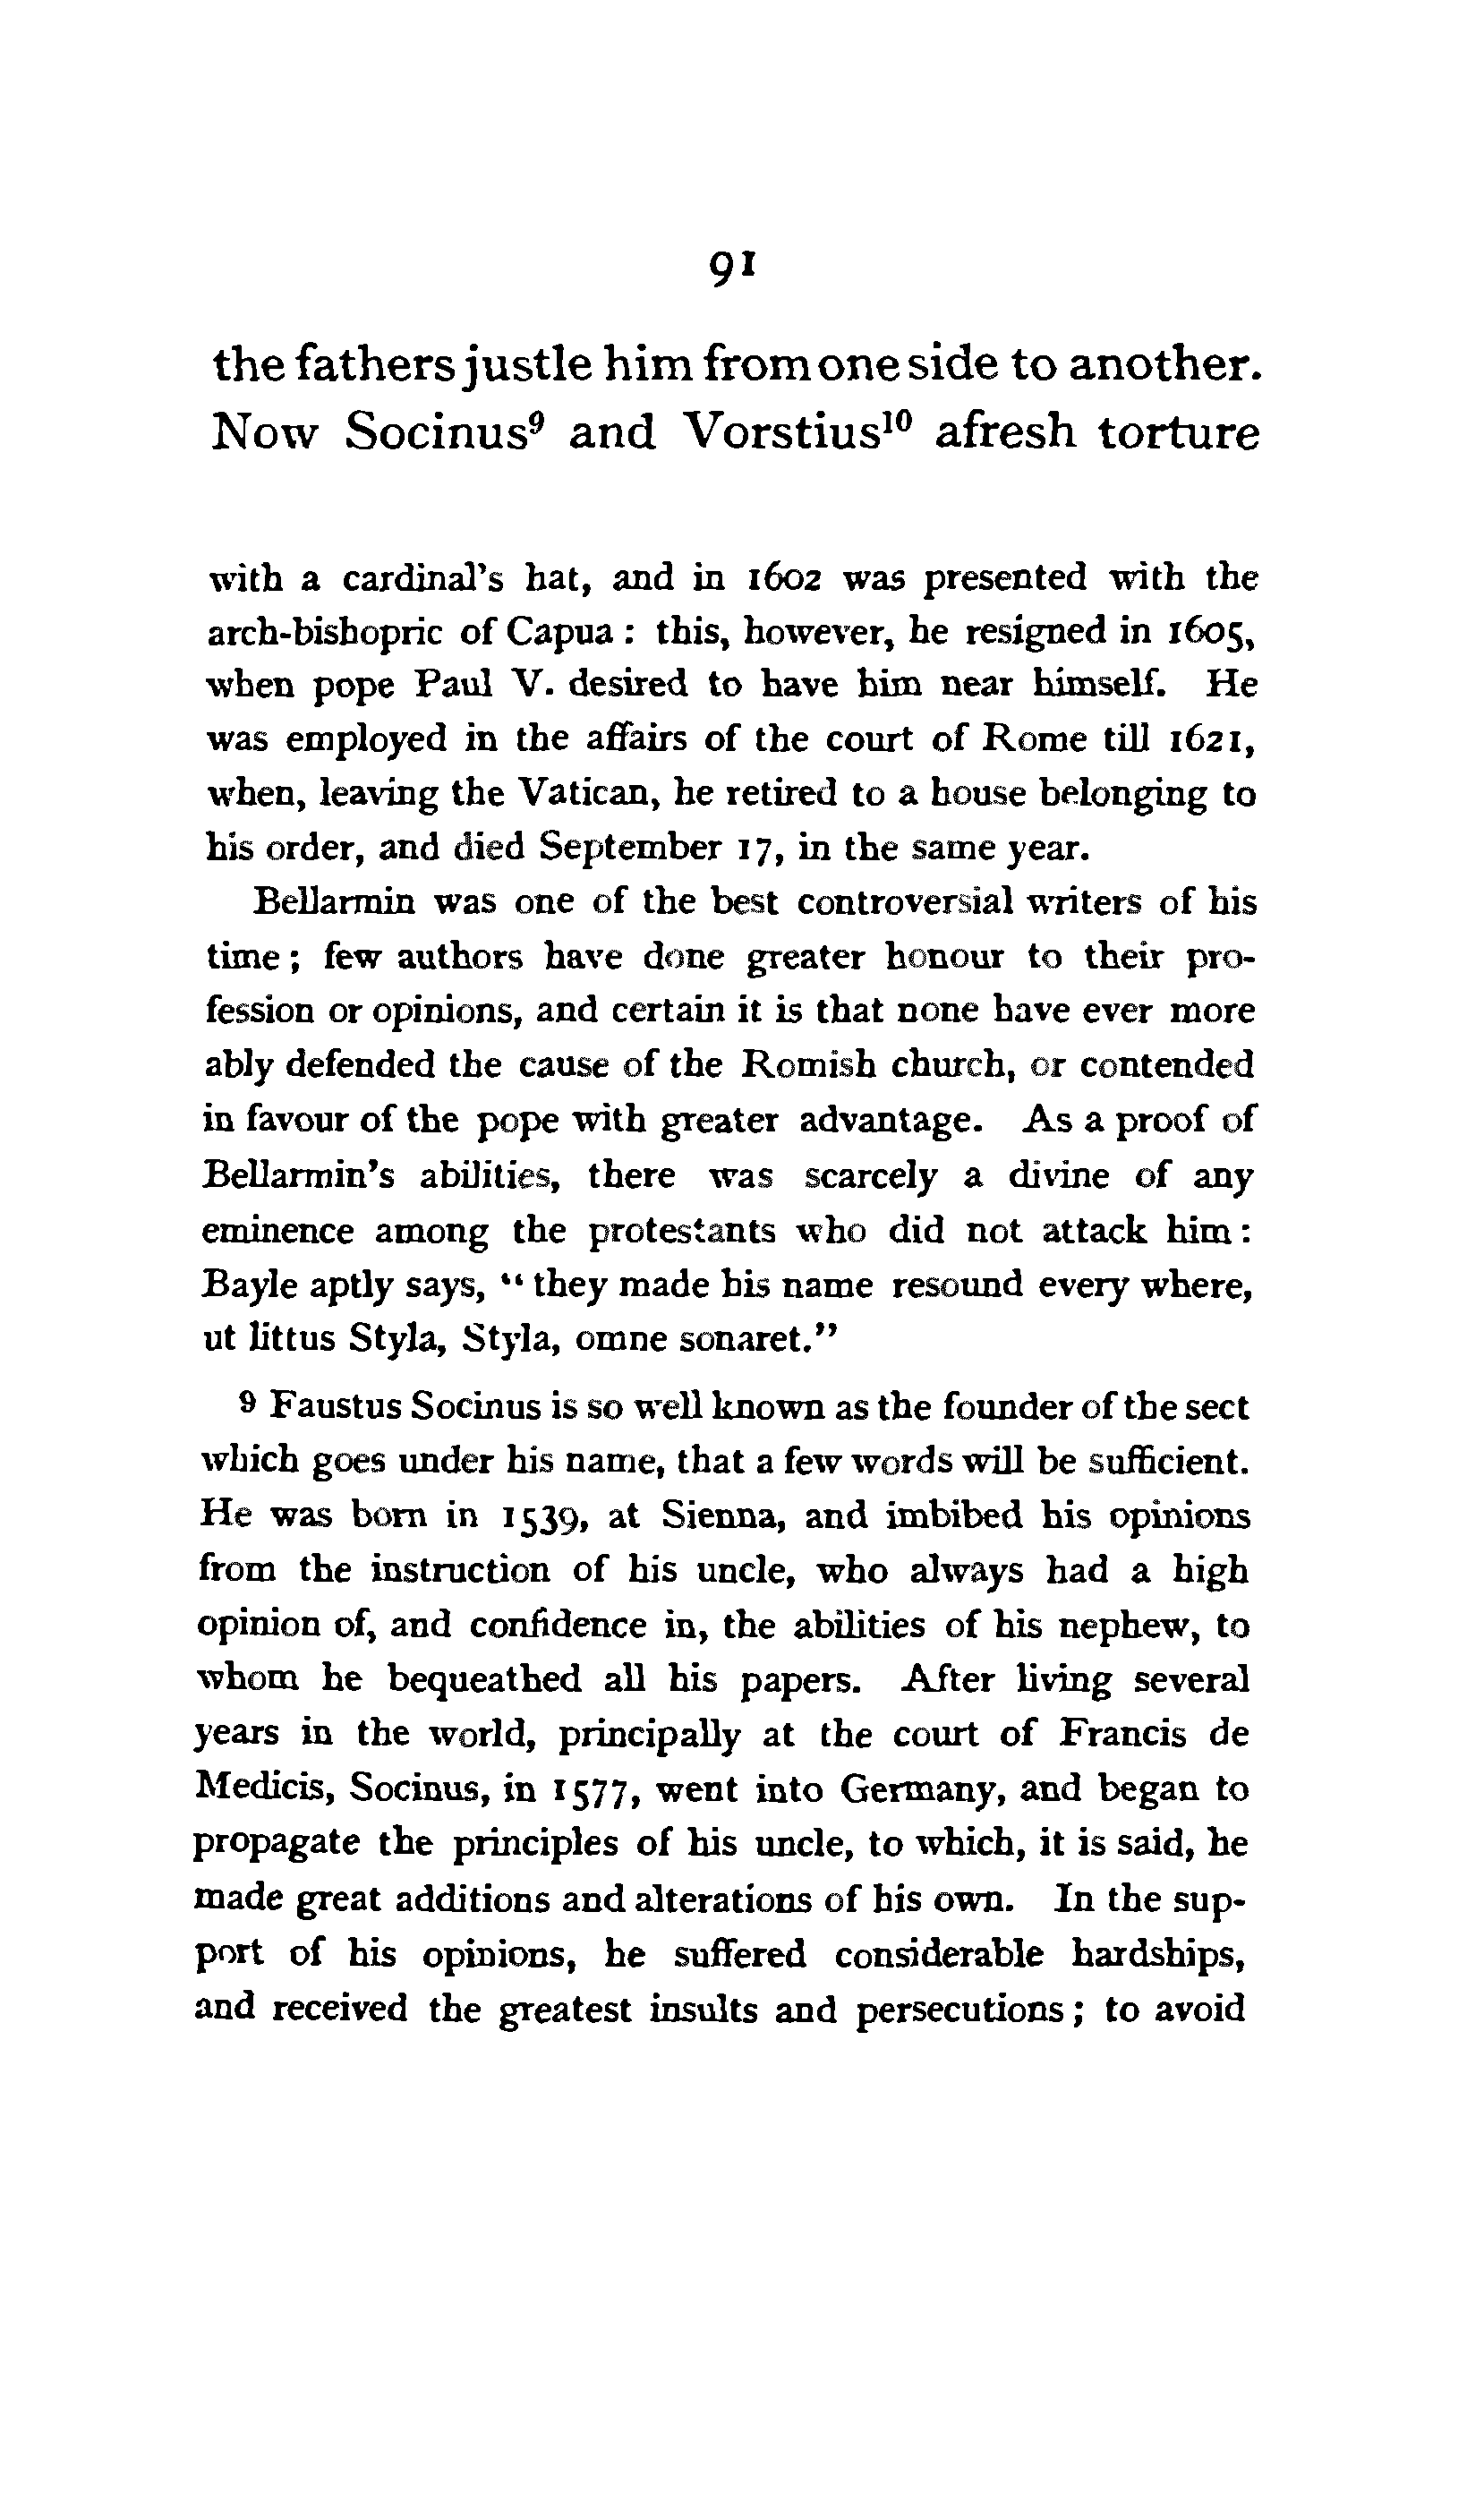 91
the fathers justle him from one side to another.
Now Socinus⁹ and Vorstius¹⁰ afresh torture
with a cardinal's hat, and in 1602 was presented with the
arch-bishopric of Capua : this, however, he resigned in 1605,
when pope Paul V. desired to have him near himself. He
was employed in the affairs of the court of Rome till 1621,
when, leaving the Vatican, he retired to a house belonging to
his order, and died September 17, in the same year.
Bellarmin was one of the best controversial writers of his
time ; few authors have done greater honour to their pro-
fession or opinions, and certain it is that none have ever more
ably defended the cause of the Romish church, or contended
in favour of the pope with greater advantage. As a proof of
Bellarmin's abilities, there was scarcely a divine of any
eminence among the protestants who did not attack him :
Bayle aptly says, “ they made his name resound every where,
ut littus Styla, Styla, omne sonaret.”
9 Faustus Socinus is so well known as the founder of the sect
which goes under his name, that a few words will be sufficient.
He was born in 1539, at Sienna, and imbibed his opinions
from the instruction of his uncle, who always had a high
opinion of, and confidence in, the abilities of his nephew, to
whom he bequeathed all his papers. After living several
years in the world, principally at the court of Francis de
Medicis, Socinus, in 1577, went into Germany, and began to
propagate the principles of his uncle, to which, it is said, he
made great additions and alterations of his own. In the sup-
port of his opinions, he suffered considerable hardships,
and received the greatest insults and persecutions ; to avoid